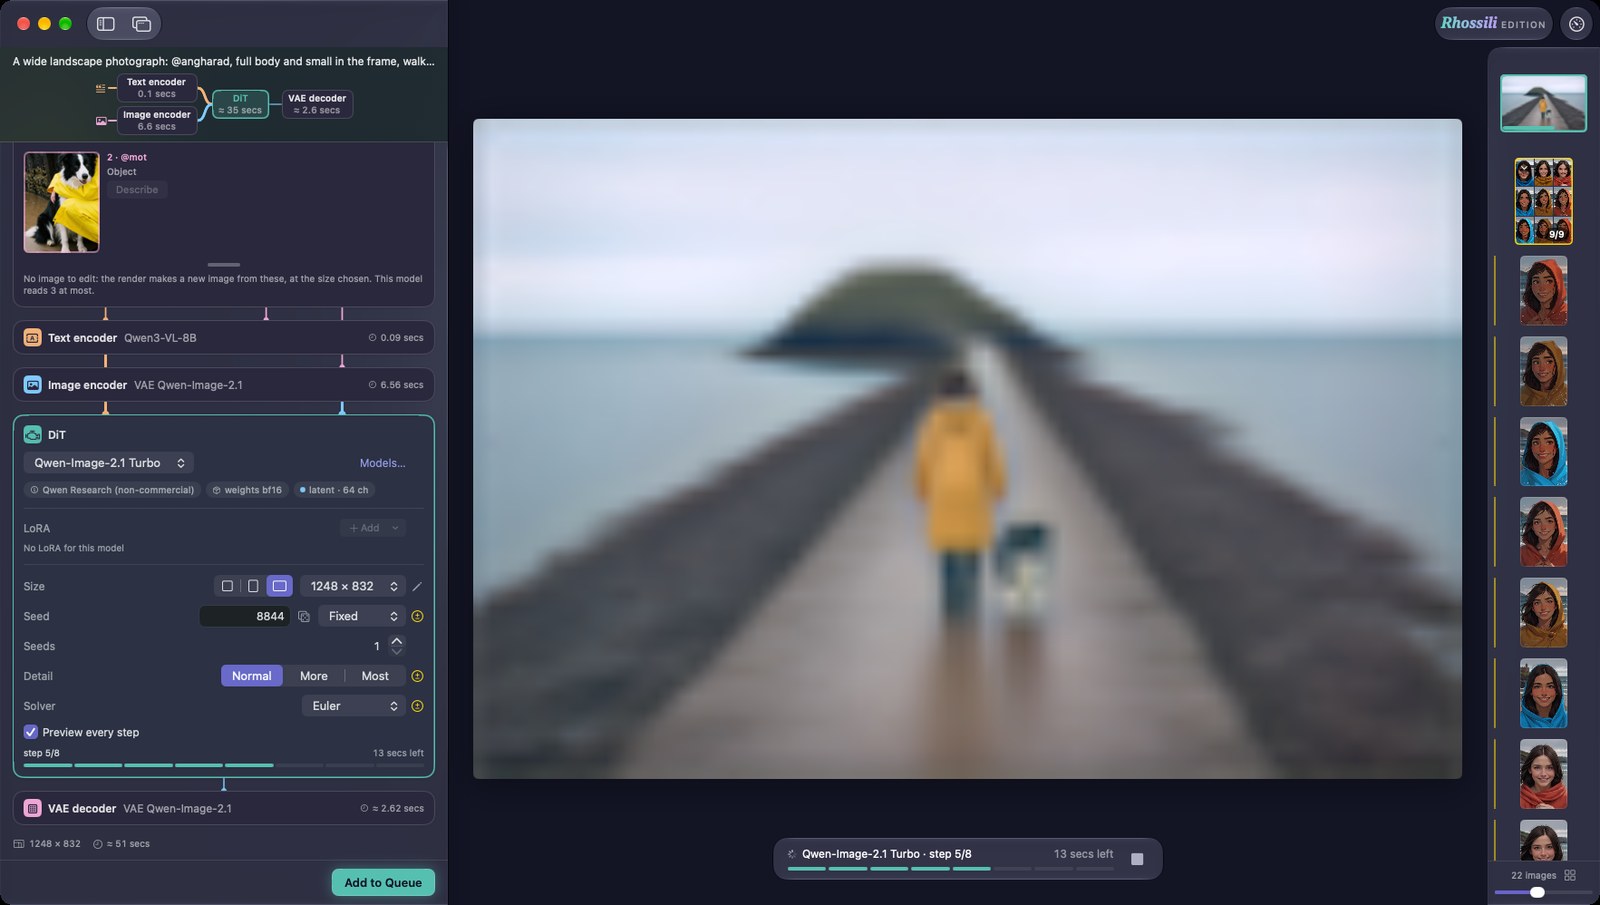 Rhossili EDITION
A wide landscape photograph: @angharad, full body and small in the frame, walk...
Text encoder
0.1 secs
Image encoder
6.6 secs
DiT
≈ 35 secs
VAE decoder
≈ 2.6 secs
2 · @mot
Object
Describe
No image to edit: the render makes a new image from these, at the size chosen. This model
reads 3 at most.
Text encoder Qwen3-VL-8B 0.09 secs
Image encoder VAE Qwen-Image-2.1 6.56 secs
DiT
Qwen-Image-2.1 Turbo Models...
Qwen Research (non-commercial) weights bf16 latent · 64 ch
LoRA + Add
No LoRA for this model
Size 1248 × 832
Seed 8844 Fixed
Seeds 1
Detail Normal More Most
Solver Euler
Preview every step
step 5/8 13 secs left
VAE decoder VAE Qwen-Image-2.1 ≈ 2.62 secs
1248 × 832 ≈ 51 secs
Add to Queue
Qwen-Image-2.1 Turbo · step 5/8 13 secs left
9/9
22 images